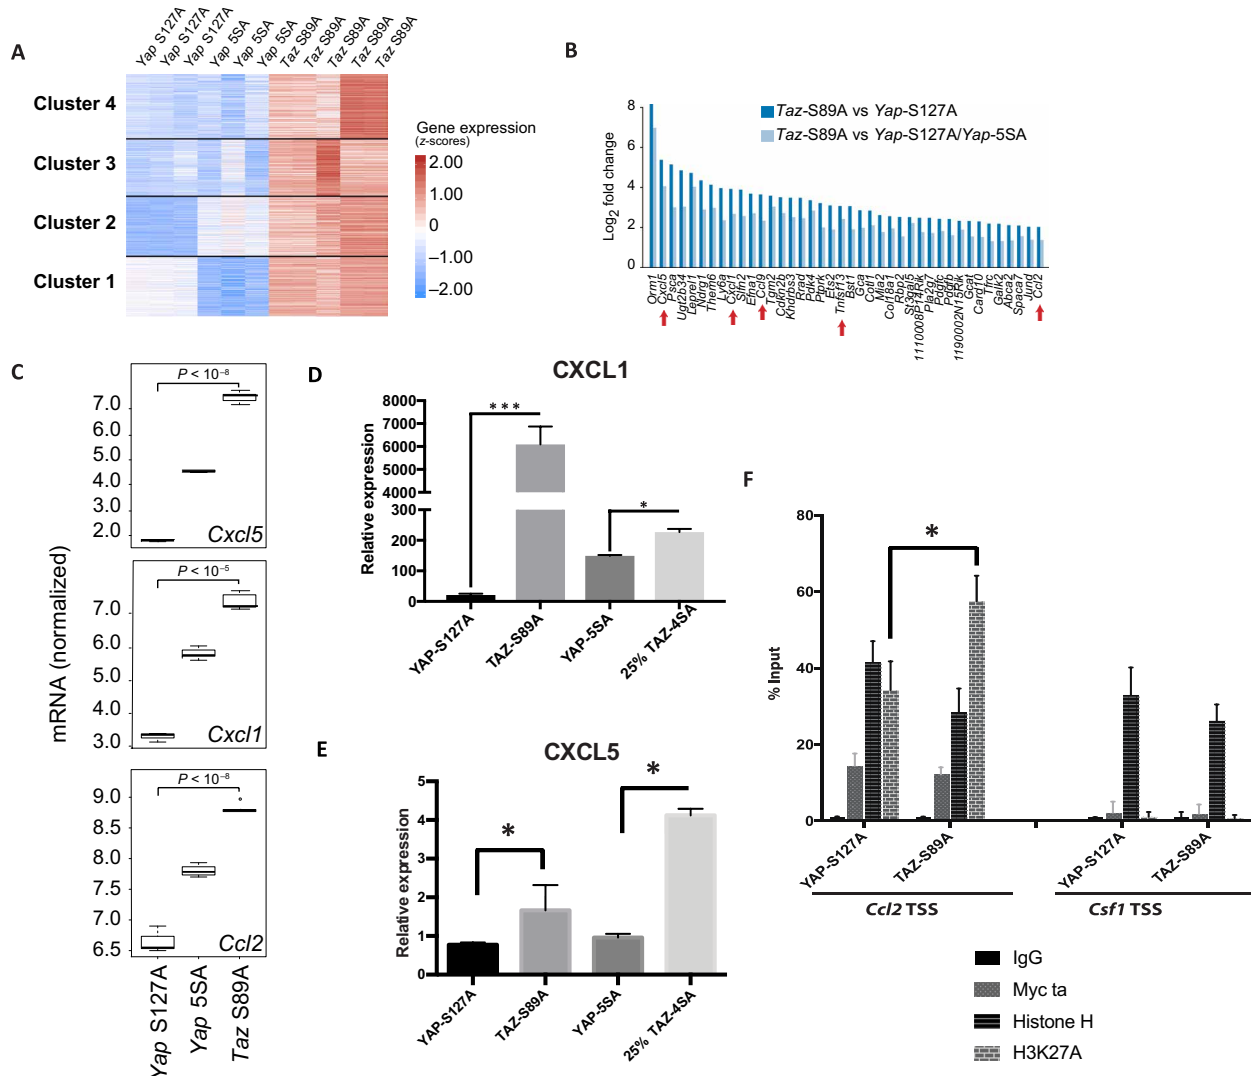 A
Yap S127A
Yap S127A
Yap S127A
Yap 5SA
Yap 5SA
Yap 5SA
Taz S89A
Taz S89A
Taz S89A
Taz S89A
Taz S89A
Cluster 4
Cluster 3
Cluster 2
Cluster 1
Gene expression
(z-scores)
2.00
1.00
0
−1.00
−2.00
B
Log2 fold change
8
6
4
2
0
Taz-S89A vs Yap-S127A
Taz-S89A vs Yap-S127A/Yap-5SA
Orm1
Cxcl5
Psca
Ugt2b34
Lepre1
Ndrg1
Them6
Ly6a
Cxcl1
Slfn2
Efna1
Ccl9
Tgm2
Cdkn2b
Khdrbs3
Rrad
Pdk4
Ptprk
Ets2
Tnfsf13
Bst1
Gca
Cotl1
Mia2
Col18a1
Rbp2
St3gal5
1110008P14Rik
Pla2g7
Pdgfc
Pdgfb
1190002N15Rik
Gcat
Card10
Tfrc
Galk2
Abca2
Spaca7
Jund
Ccl2
C
mRNA (normalized)
P < 10−8
7.0
5.0
4.0
3.0
2.0
Cxcl5
P < 10−5
7.0
6.0
5.0
4.0
3.0
Cxcl1
P < 10−8
9.0
8.5
8.0
7.5
7.0
6.5
Ccl2
Yap S127A
Yap 5SA
Taz S89A
D
CXCL1
Relative expression
8000
7000
6000
5000
4000
300
200
100
0
***
*
YAP-S127A
TAZ-S89A
YAP-5SA
25% TAZ-4SA
E
CXCL5
Relative expression
5
4
3
2
1
0
*
*
YAP-S127A
TAZ-S89A
YAP-5SA
25% TAZ-4SA
F
% Input
80
60
40
20
0
*
YAP-S127A
TAZ-S89A
YAP-S127A
TAZ-S89A
Ccl2 TSS
Csf1 TSS
IgG
Myc ta
Histone H
H3K27A